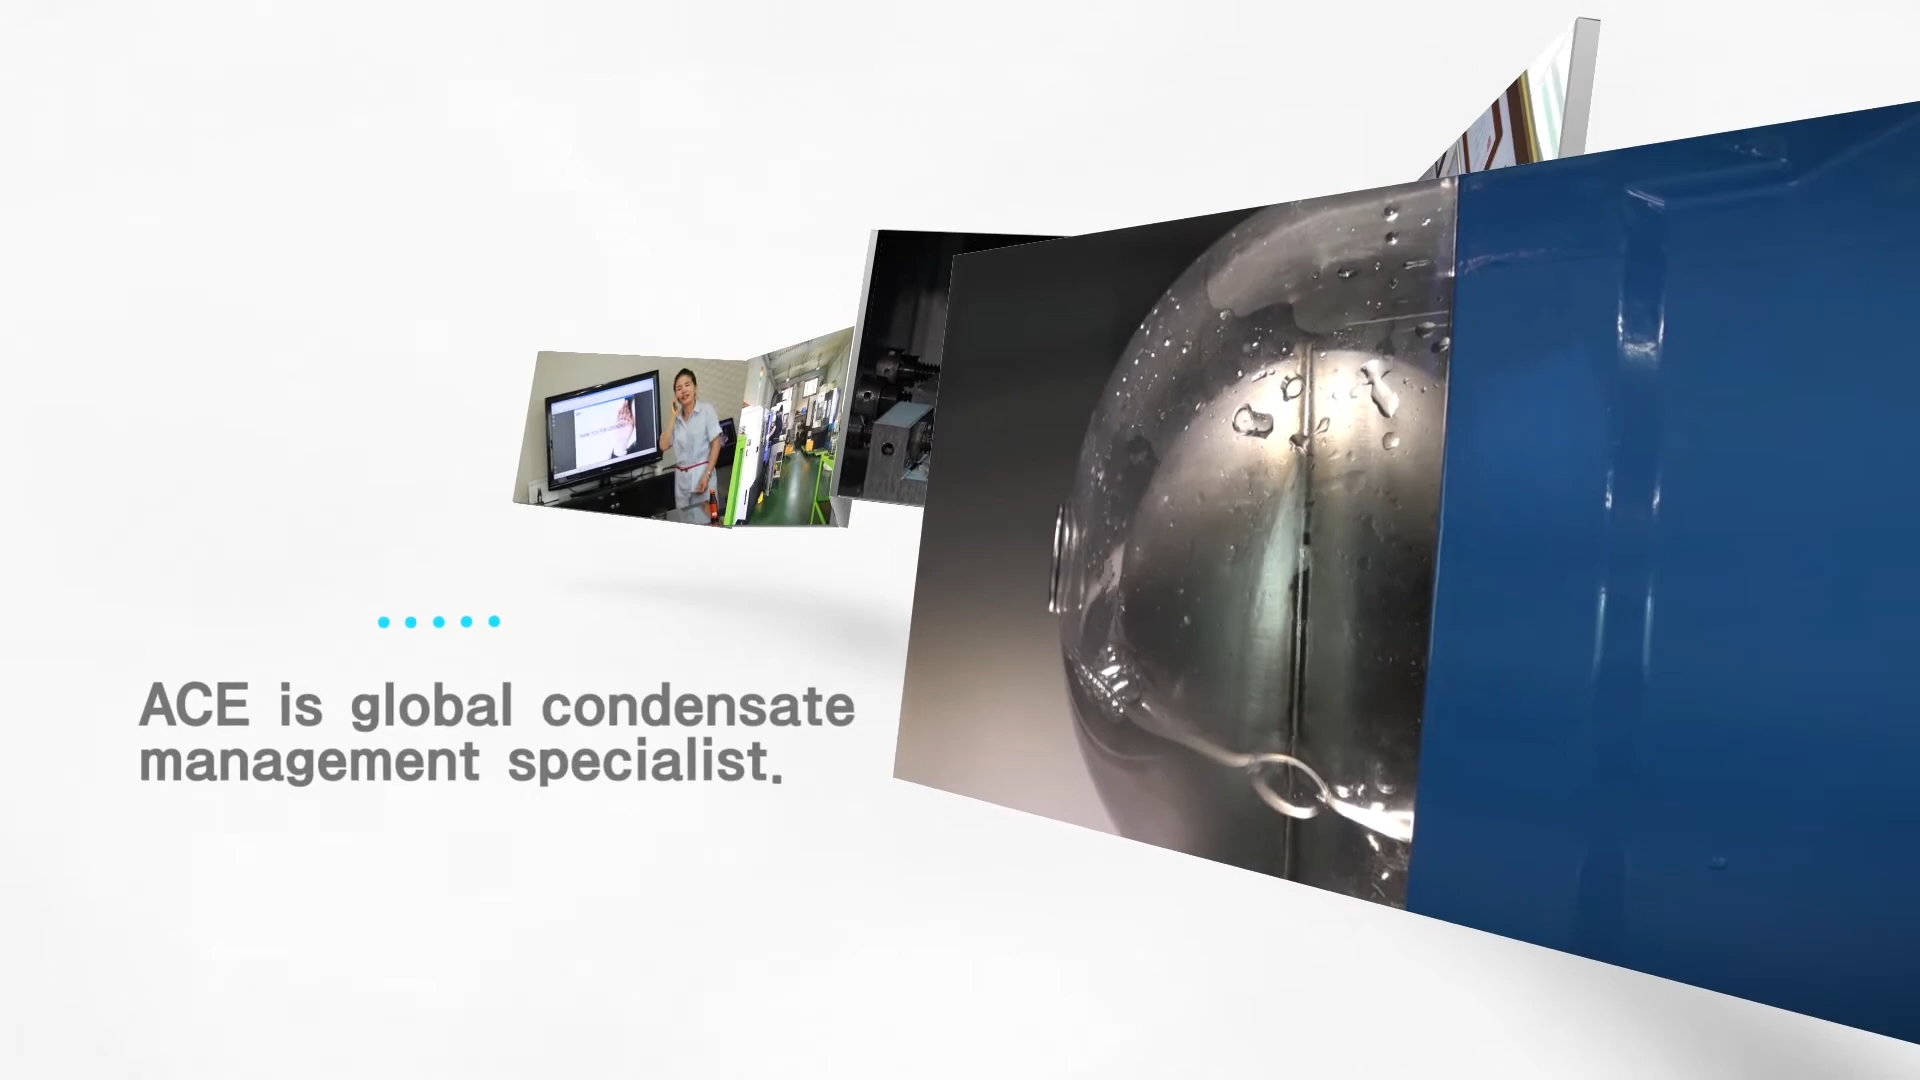 ACE is global condensate
management specialist.